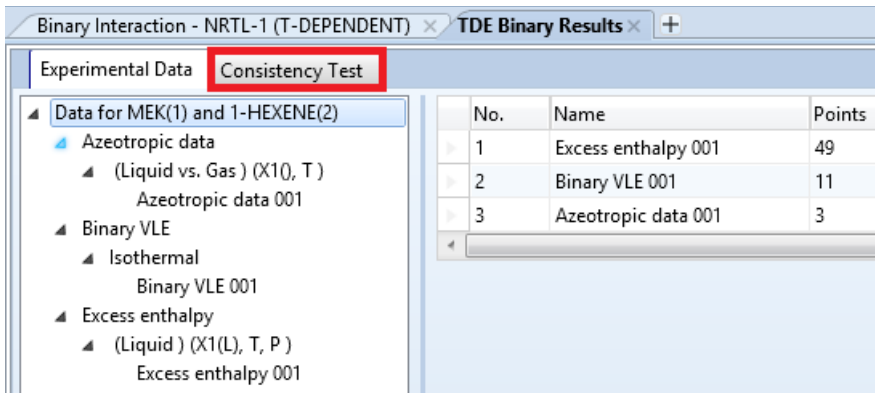 Binary Interaction - NRTL-1 (T-DEPENDENT) × TDE Binary Results × +
Experimental Data Consistency Test
Data for MEK(1) and 1-HEXENE(2)
Azeotropic data
(Liquid vs. Gas ) (X1(), T )
Azeotropic data 001
Binary VLE
Isothermal
Binary VLE 001
Excess enthalpy
(Liquid ) (X1(L), T, P )
Excess enthalpy 001
No. Name Points
1 Excess enthalpy 001 49
2 Binary VLE 001 11
3 Azeotropic data 001 3